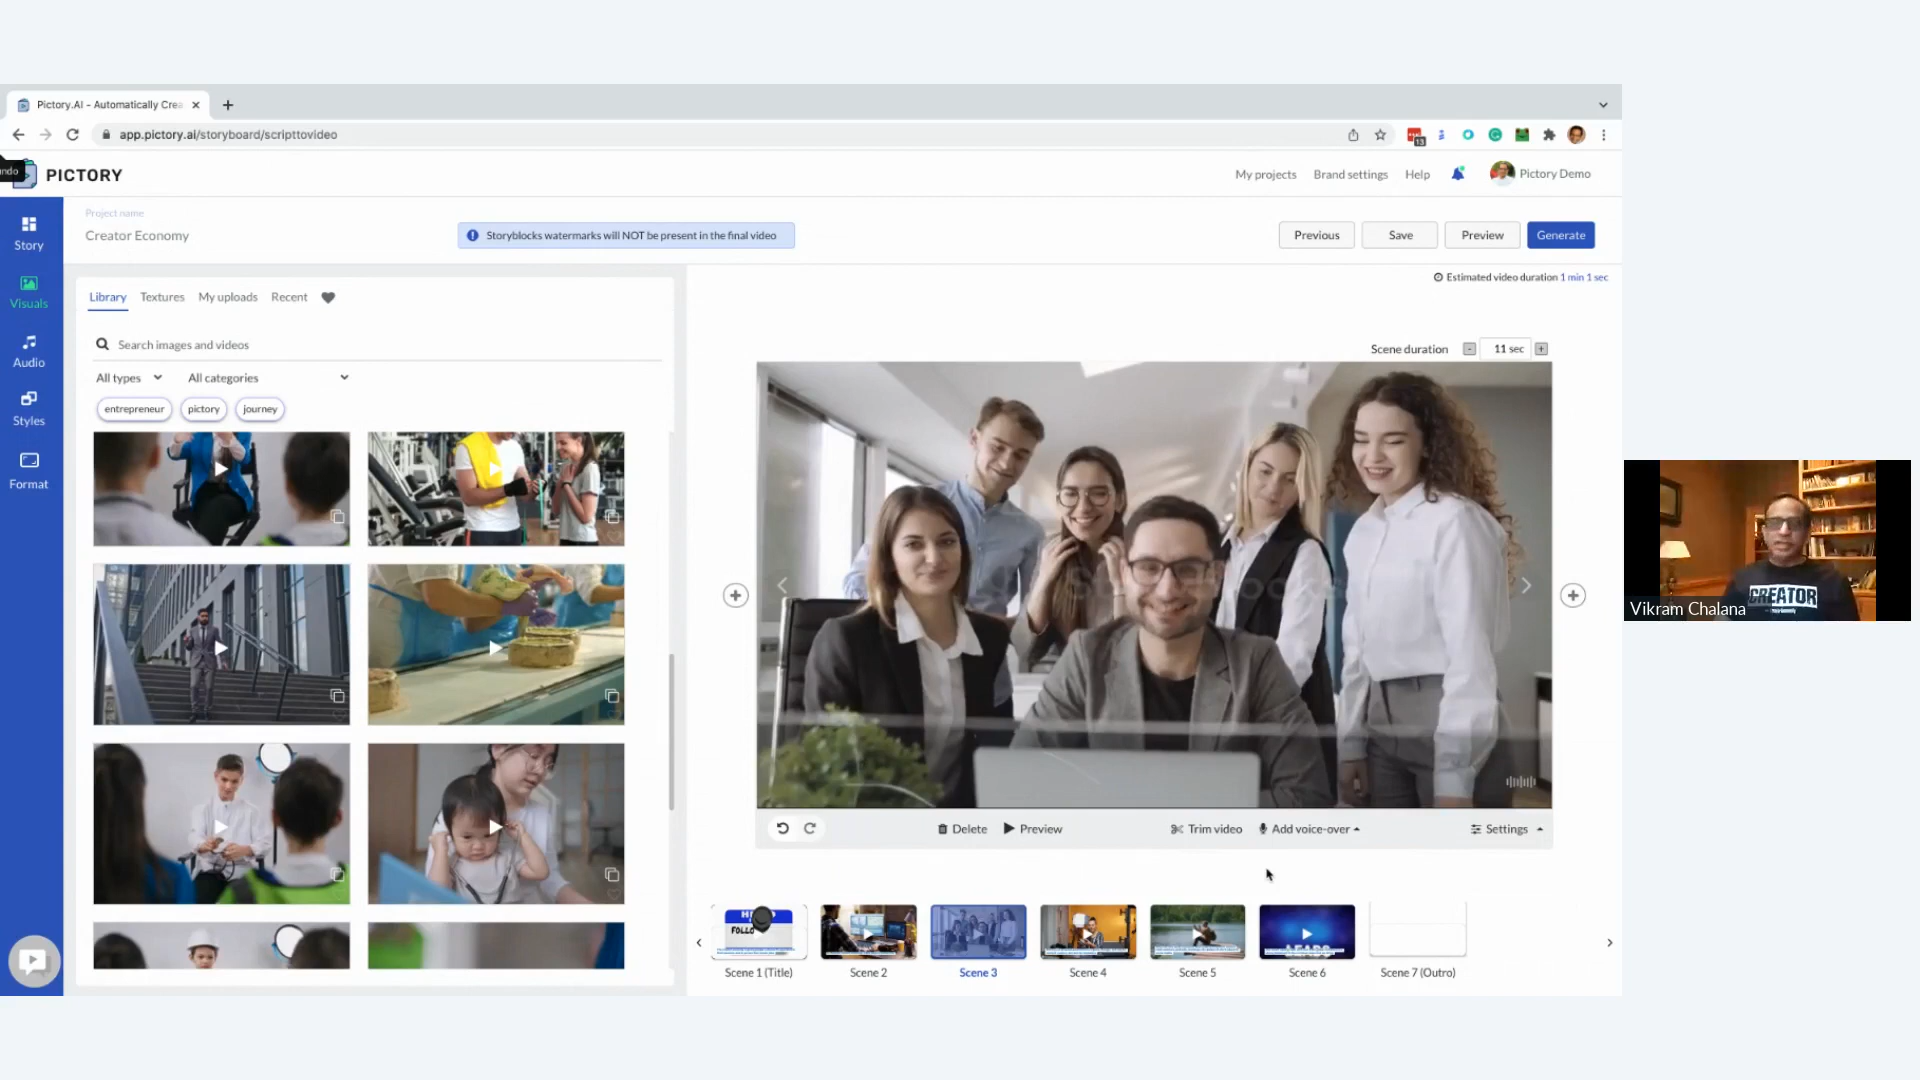 Pictory.AI - Automatically Crea
app.pictory.ai/storyboard/scripttovideo
13
ndo
PICTORY
My projects
Brand settings
Help
Pictory Demo
Story
Visuals
Audio
Styles
Format
Project name
Creator Economy
Storyblocks watermarks will NOT be present in the final video
Previous
Save
Preview
Generate
Estimated video duration 1 min 1 sec
Library
Textures
My uploads
Recent
Search images and videos
All types
All categories
entrepreneur
pictory
journey
Scene duration
11 sec
Delete
Preview
Trim video
Add voice-over
Settings
FOLLO
Scene 1 (Title)
Scene 2
Scene 3
Scene 4
Scene 5
Scene 6
Scene 7 (Outro)
CREATOR
Vikram Chalana